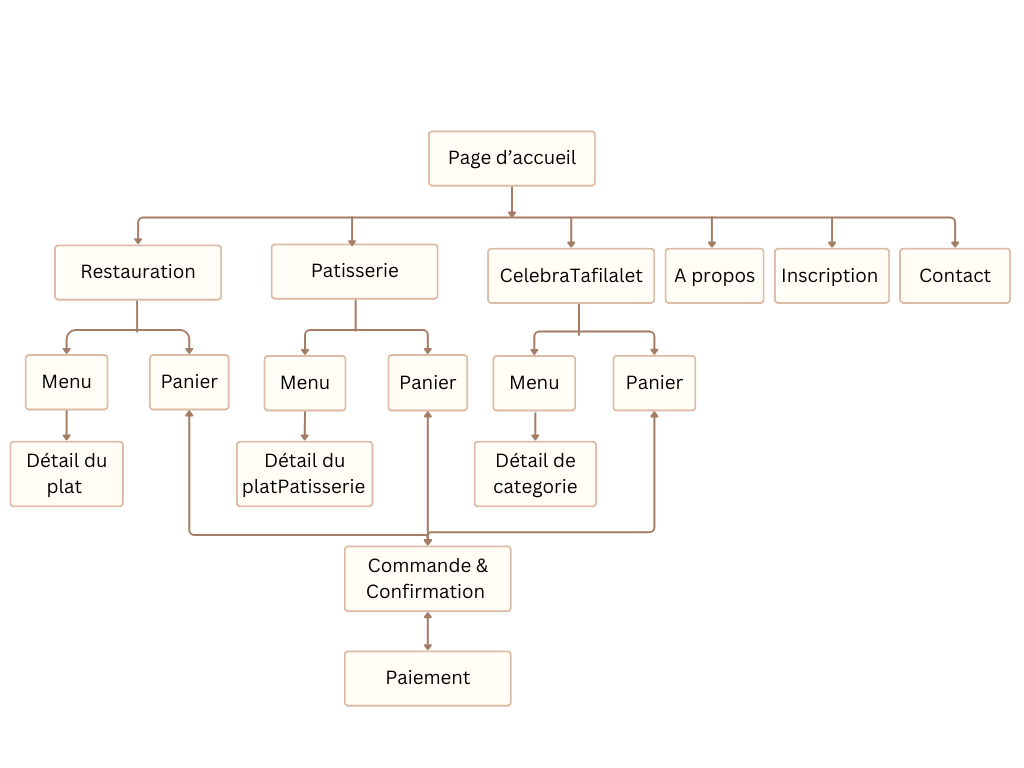 Page d’accueil
Restauration
Patisserie
CelebraTafilalet
A propos
Inscription
Contact
Menu
Panier
Menu
Panier
Menu
Panier
Détail du
plat
Détail du
platPatisserie
Détail de
categorie
Commande &
Confirmation
Paiement